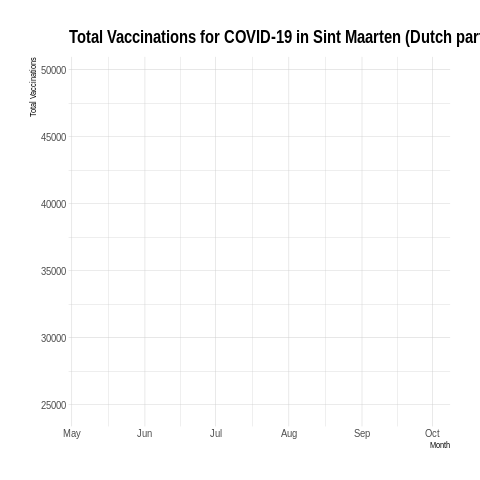 Total Vaccinations for COVID-19 in Sint Maarten (Dutch par
Total Vaccinations
50000
45000
40000
35000
30000
25000
May Jun Jul Aug Sep Oct
Month